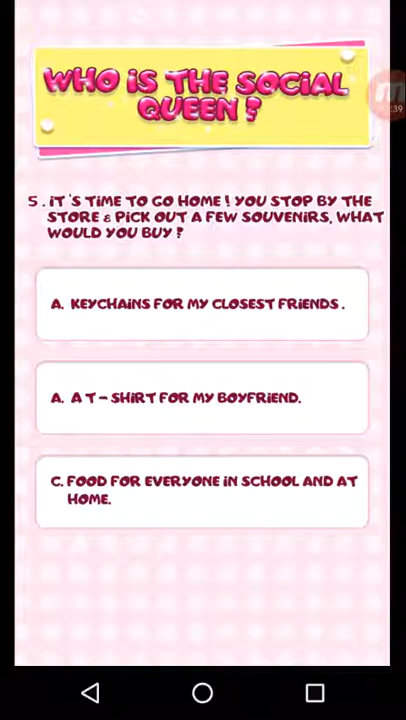 WHO iS THE SOCiAL
QUEEN ?
:39
5 . iT 'S TiME TO GO HOME ! YOU STOP BY THE
STORE & PiCK OUT A FEW SOUVENiRS, WHAT
WOULD YOU BUY ?
A. KEYCHAiNS FOR MY CLOSEST FRiENDS .
A. A T - SHiRT FOR MY BOYFRiEND.
C. FOOD FOR EVERYONE iN SCHOOL AND AT
HOME.